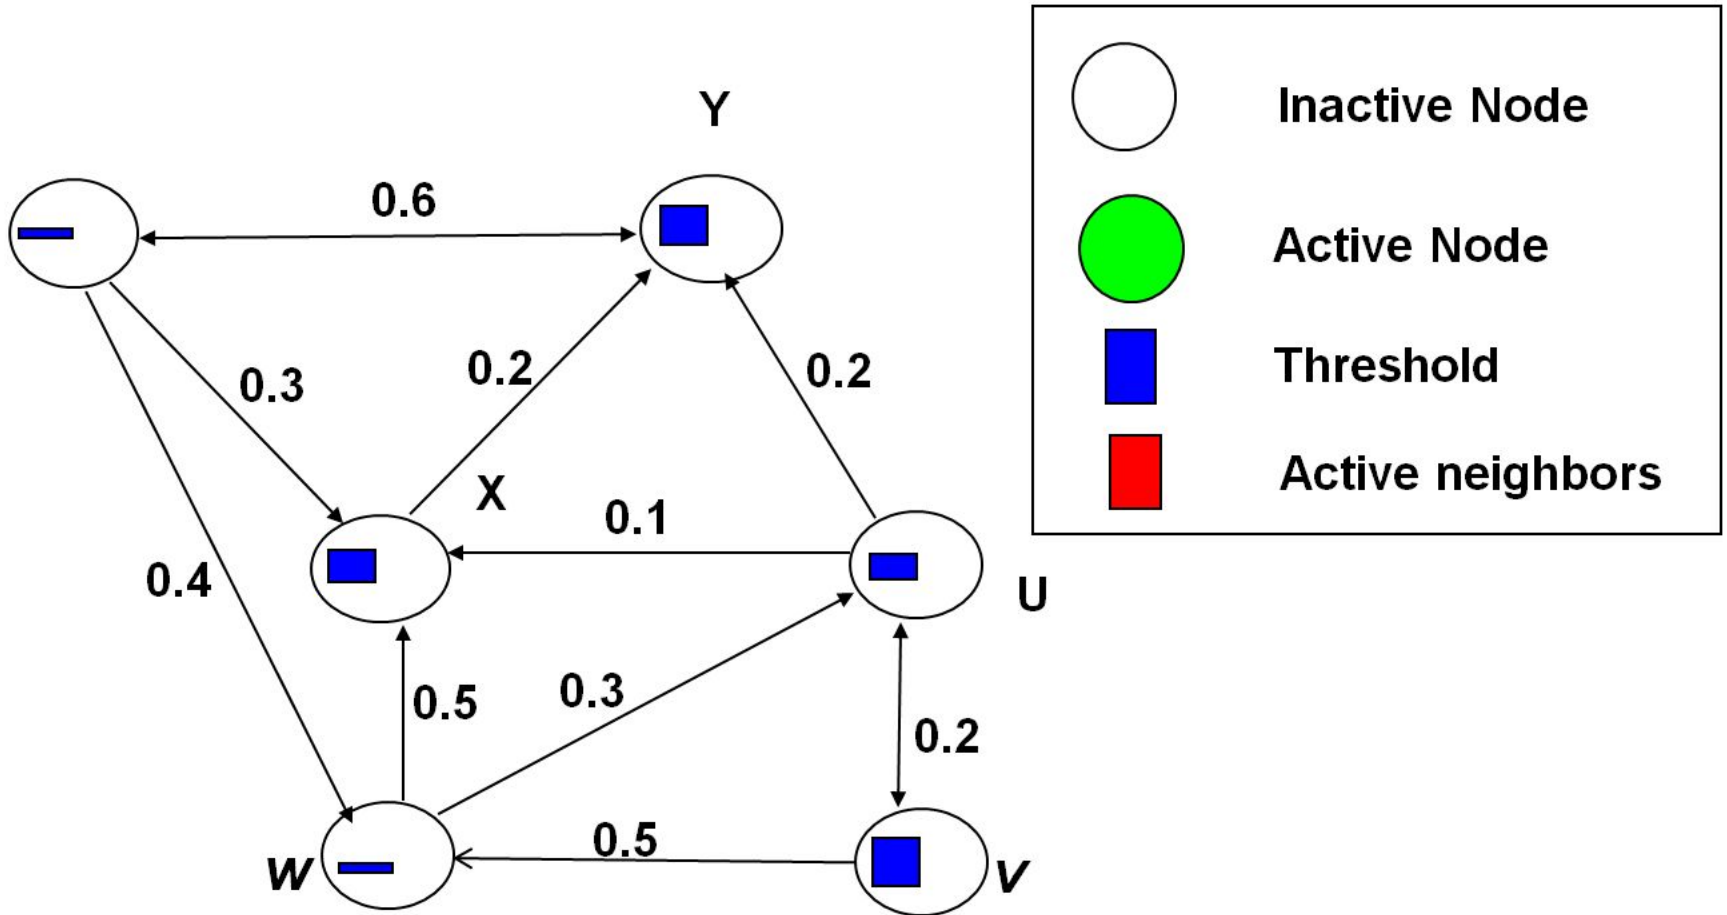 Y
0.6
0.3
0.2
0.2
X
0.1
0.4
U
0.5
0.3
0.2
0.5
W
V
Inactive Node
Active Node
Threshold
Active neighbors